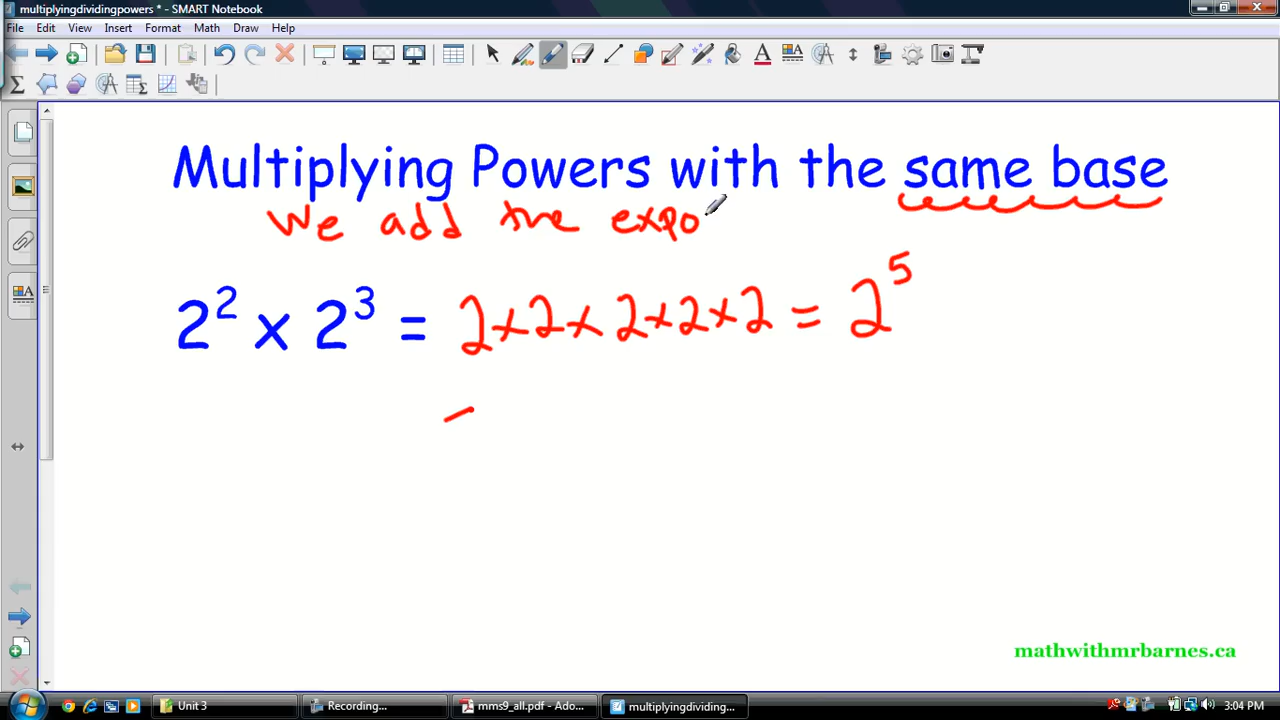 multiplyingdividingpowers * - SMART Notebook
File Edit View Insert Format Math Draw Help
Multiplying Powers with the same base
We add the expo
2² x 2³ = 2 x 2 x 2 x 2 x 2 = 2⁵
mathwithmrbarnes.ca
Unit 3 Recording... mms9_all.pdf - Ado... multiplyingdividing... 3:04 PM